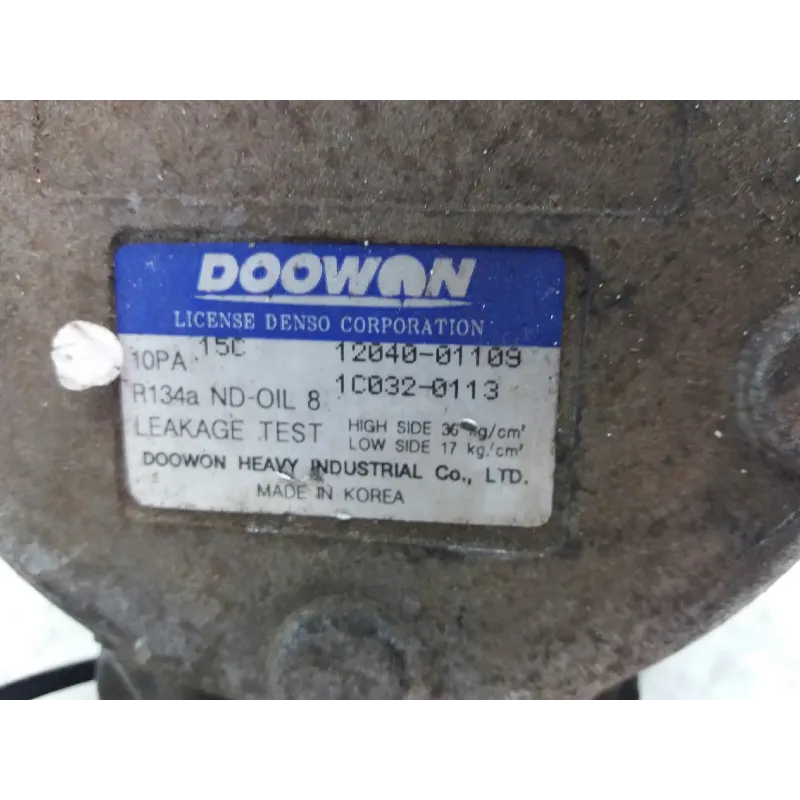 DOOWON
LICENSE DENSO CORPORATION
10PA 15C 12040-01109
R134a ND-OIL 8 1C032-0113
LEAKAGE TEST HIGH SIDE 36 kg/cm²
LOW SIDE 17 kg/cm²
DOOWON HEAVY INDUSTRIAL Co., LTD.
MADE IN KOREA